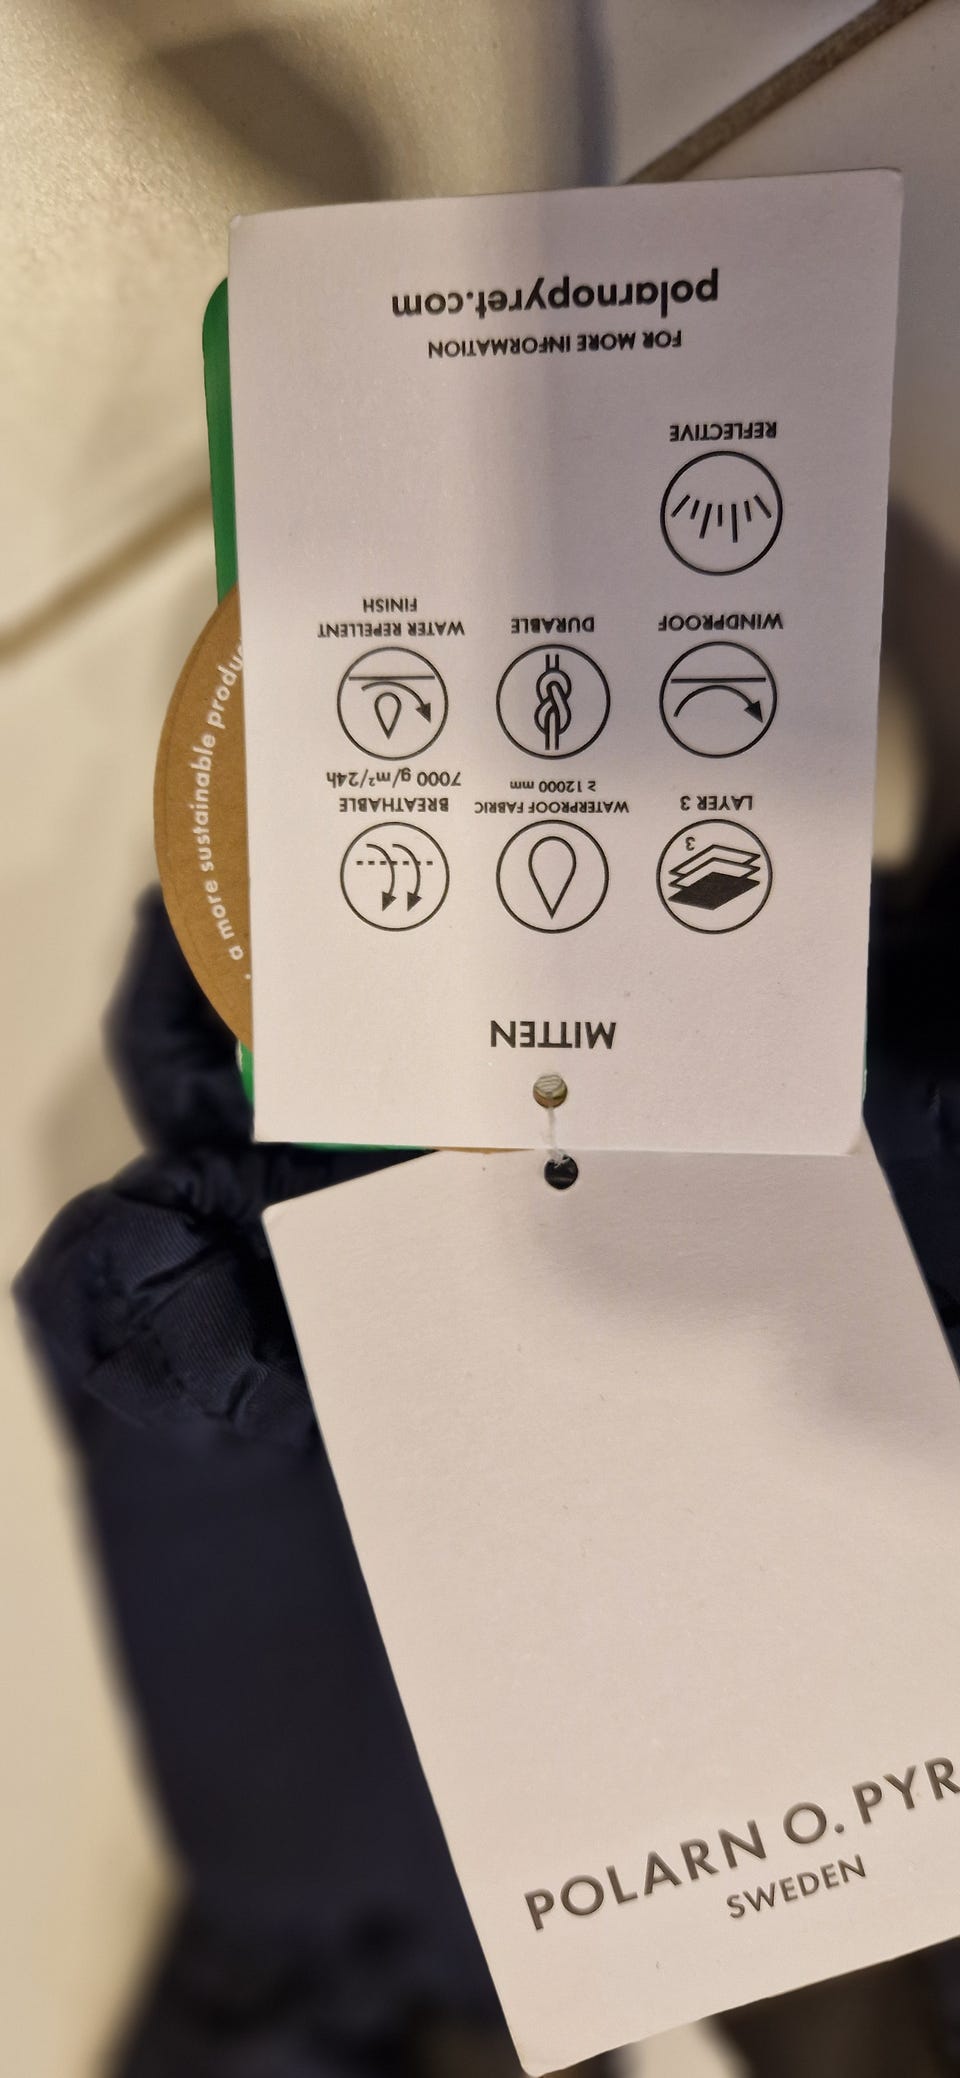 MITTEN
3
LAYER 3
WATERPROOF FABRIC
≥ 12000 mm
BREATHABLE
7000 g/m²/24h
WINDPROOF
DURABLE
WATER REPELLENT
FINISH
REFLECTIVE
FOR MORE INFORMATION
polarnopyret.com
a more sustainable
POLARN O. PYR
SWEDEN